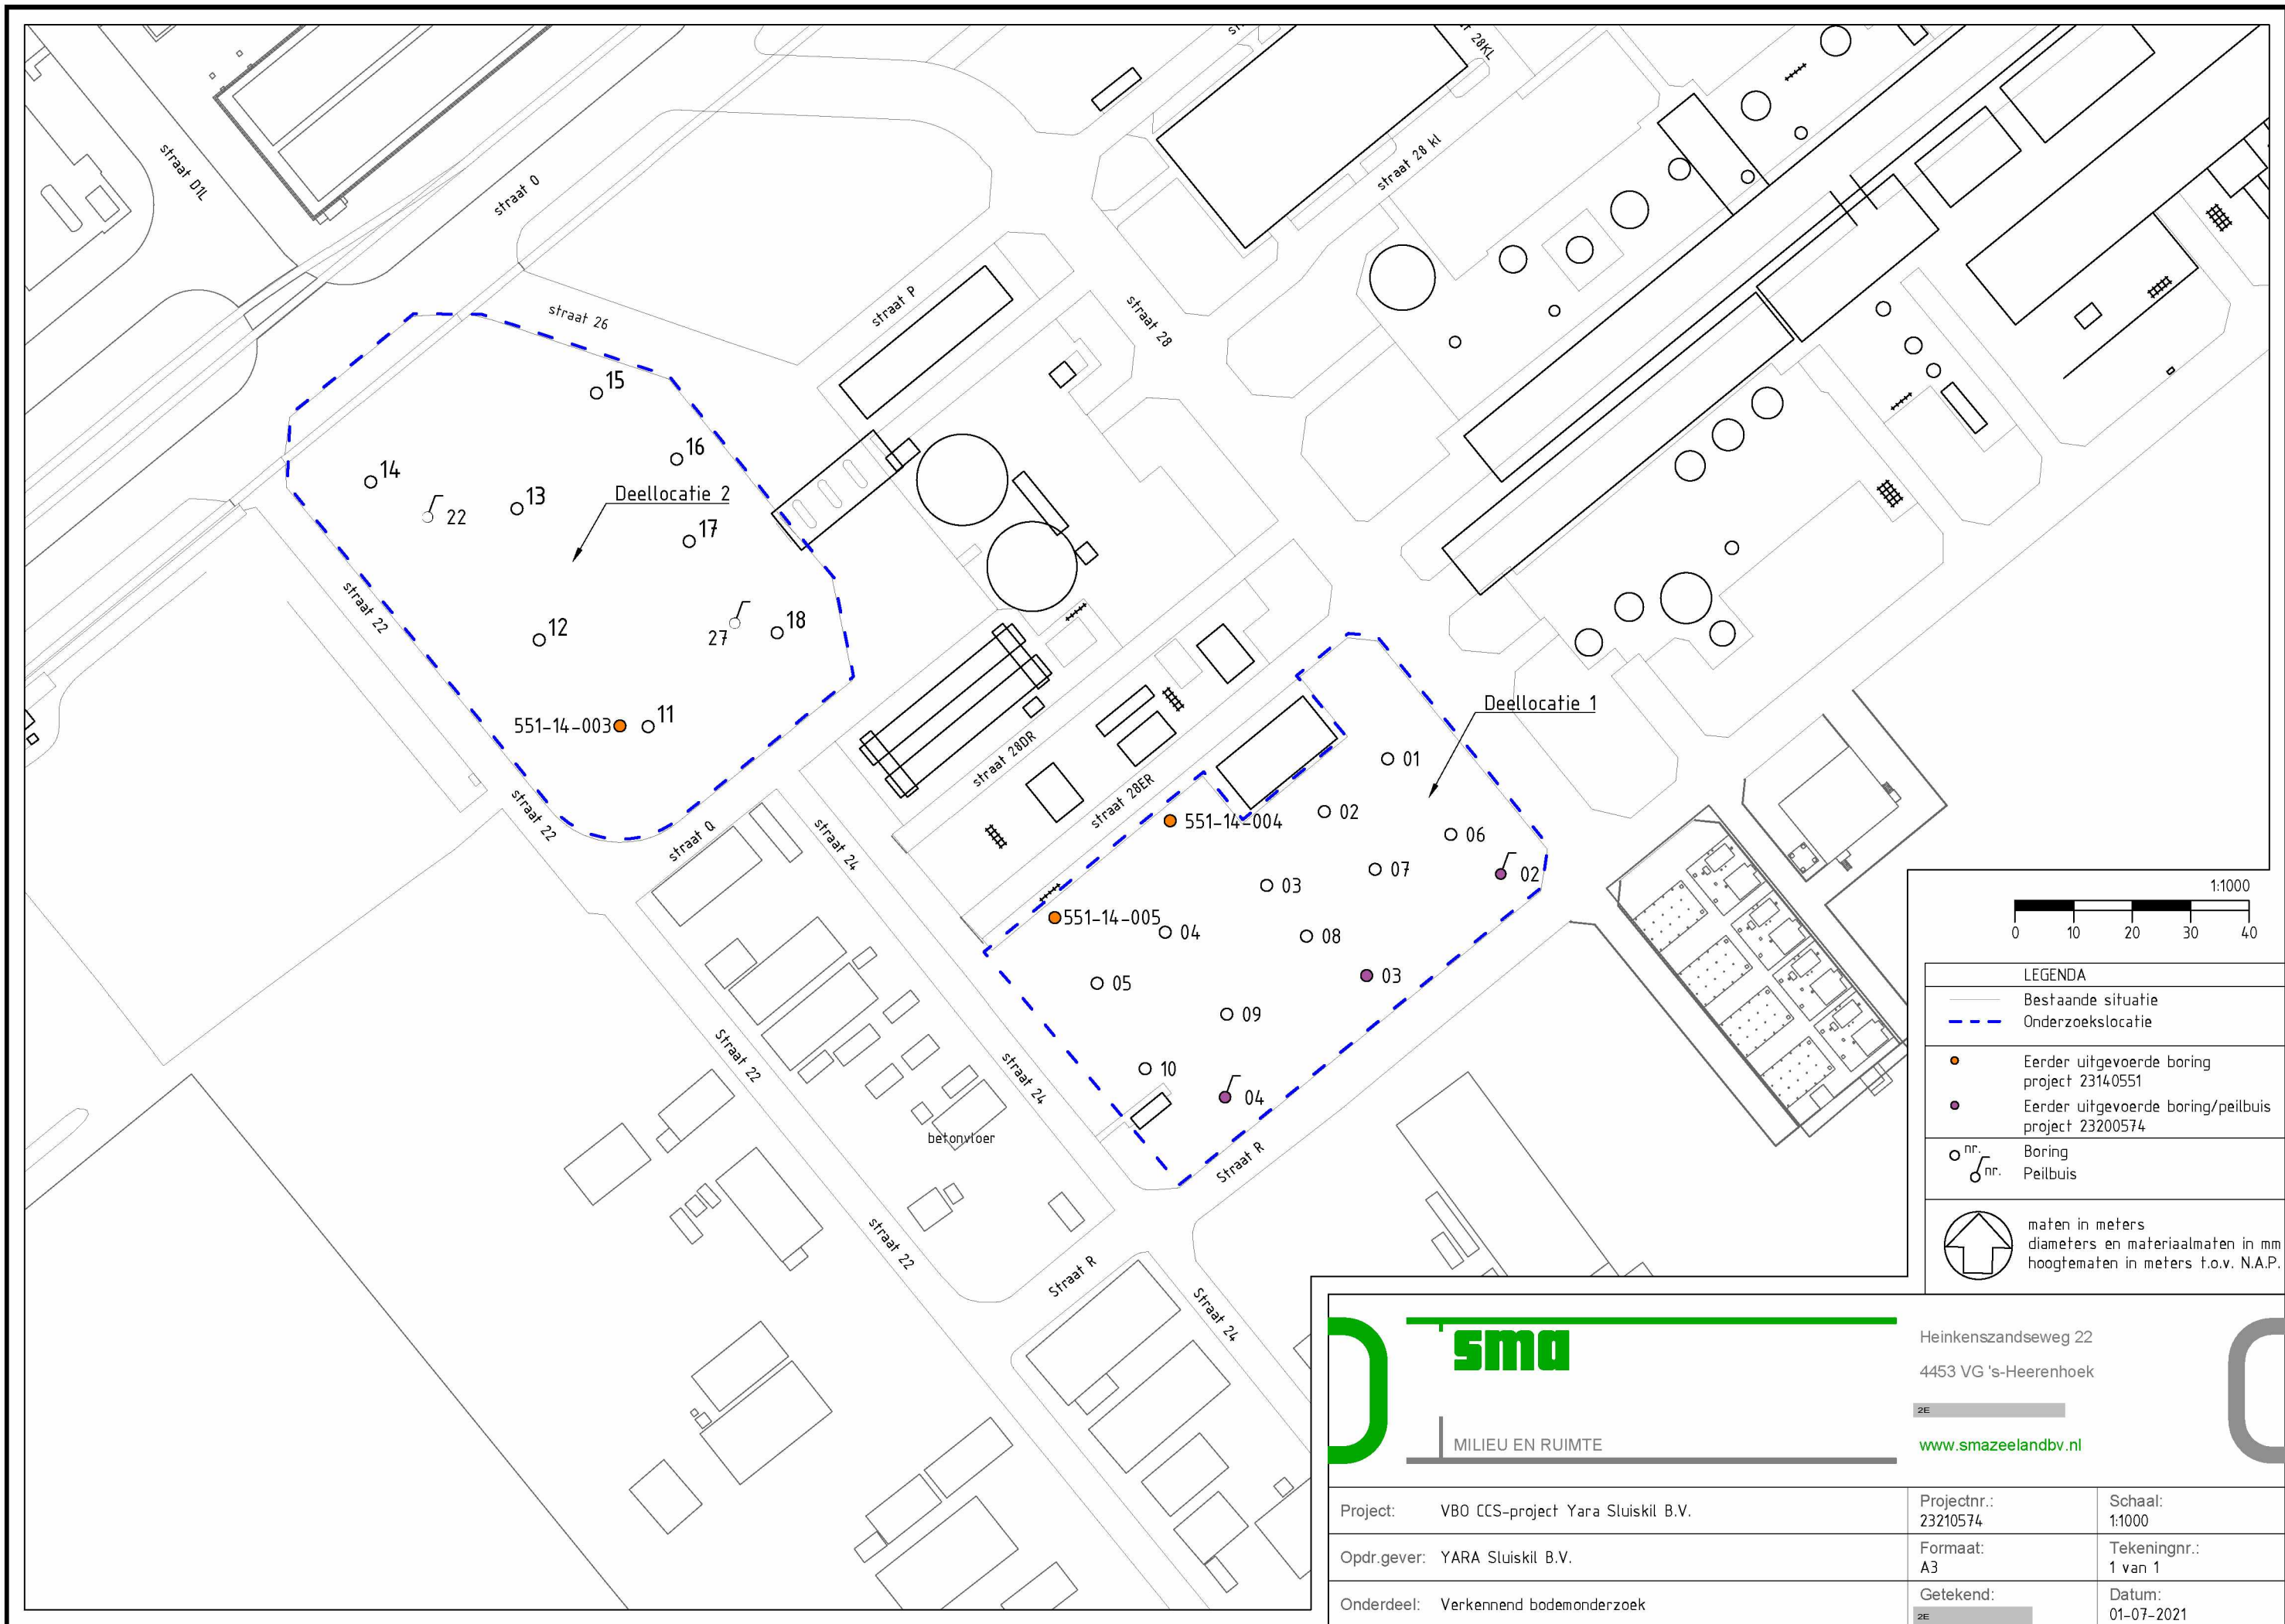 straat 28KL
straat D1L
straat O
straat 28 kl
straat P
straat 28
straat 26
15
16
14
13
Deellocatie 2
22
17
straat 22
12
27
18
551-14-003
11
Deellocatie 1
straat 28DR
01
straat 22
straat 28ER
02
551-14-004
straat Q
straat 24
06
07
02
03
551-14-005
04
08
03
05
09
Straat 22
10
straat 24
04
betonvloer
Straat R
straat 22
Straat R
Straat 24
1:1000
0 10 20 30 40
LEGENDA
Bestaande situatie
Onderzoekslocatie
Eerder uitgevoerde boring
project 23140551
Eerder uitgevoerde boring/peilbuis
project 23200574
nr. Boring
nr. Peilbuis
maten in meters
diameters en materiaalmaten in mm
hoogtematen in meters t.o.v. N.A.P.
sma
MILIEU EN RUIMTE
Heinkenszandseweg 22
4453 VG 's-Heerenhoek
2E
www.smazeelandbv.nl
Project: VBO CCS-project Yara Sluiskil B.V.
Projectnr.:
23210574
Schaal:
1:1000
Opdr.gever: YARA Sluiskil B.V.
Formaat:
A3
Tekeningnr.:
1 van 1
Onderdeel: Verkennend bodemonderzoek
Getekend:
2E
Datum:
01-07-2021